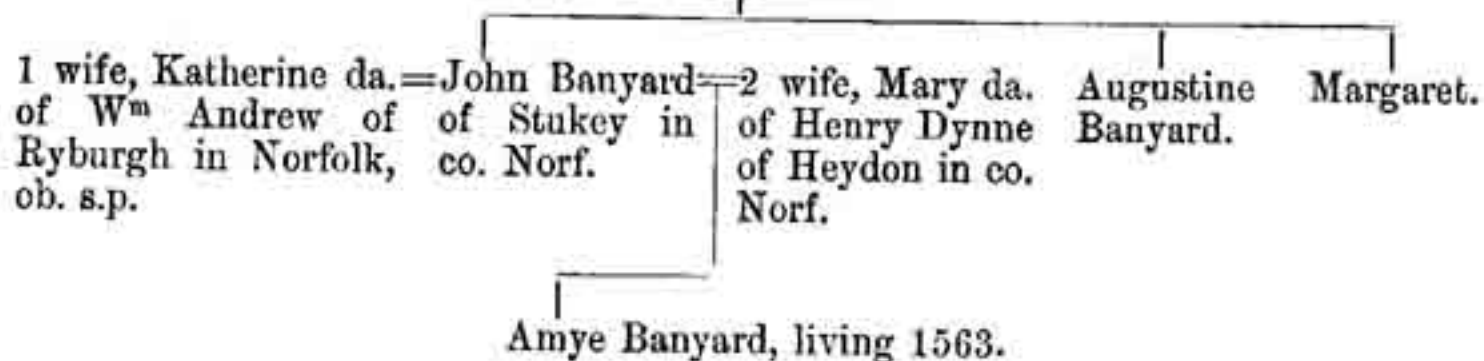 1 wife, Katherine da.=John Banyard=2 wife, Mary da. Augustine Margaret.
of Wm Andrew of of Stukey in of Henry Dynne Banyard.
Ryburgh in Norfolk, co. Norf. of Heydon in co.
ob. s.p. Norf.
Amye Banyard, living 1563.